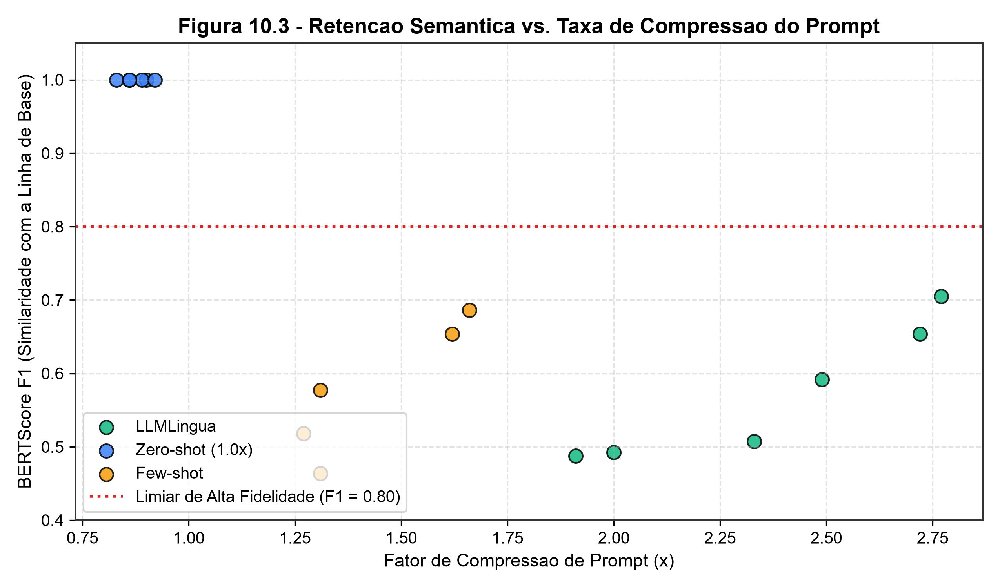 Figura 10.3 - Retencao Semantica vs. Taxa de Compressao do Prompt
BERTScore F1 (Similaridade com a Linha de Base)
1.0
0.9
0.8
0.7
0.6
0.5
0.4
LLMLingua
Zero-shot (1.0x)
Few-shot
Limiar de Alta Fidelidade (F1 = 0.80)
0.75 1.00 1.25 1.50 1.75 2.00 2.25 2.50 2.75
Fator de Compressao de Prompt (x)